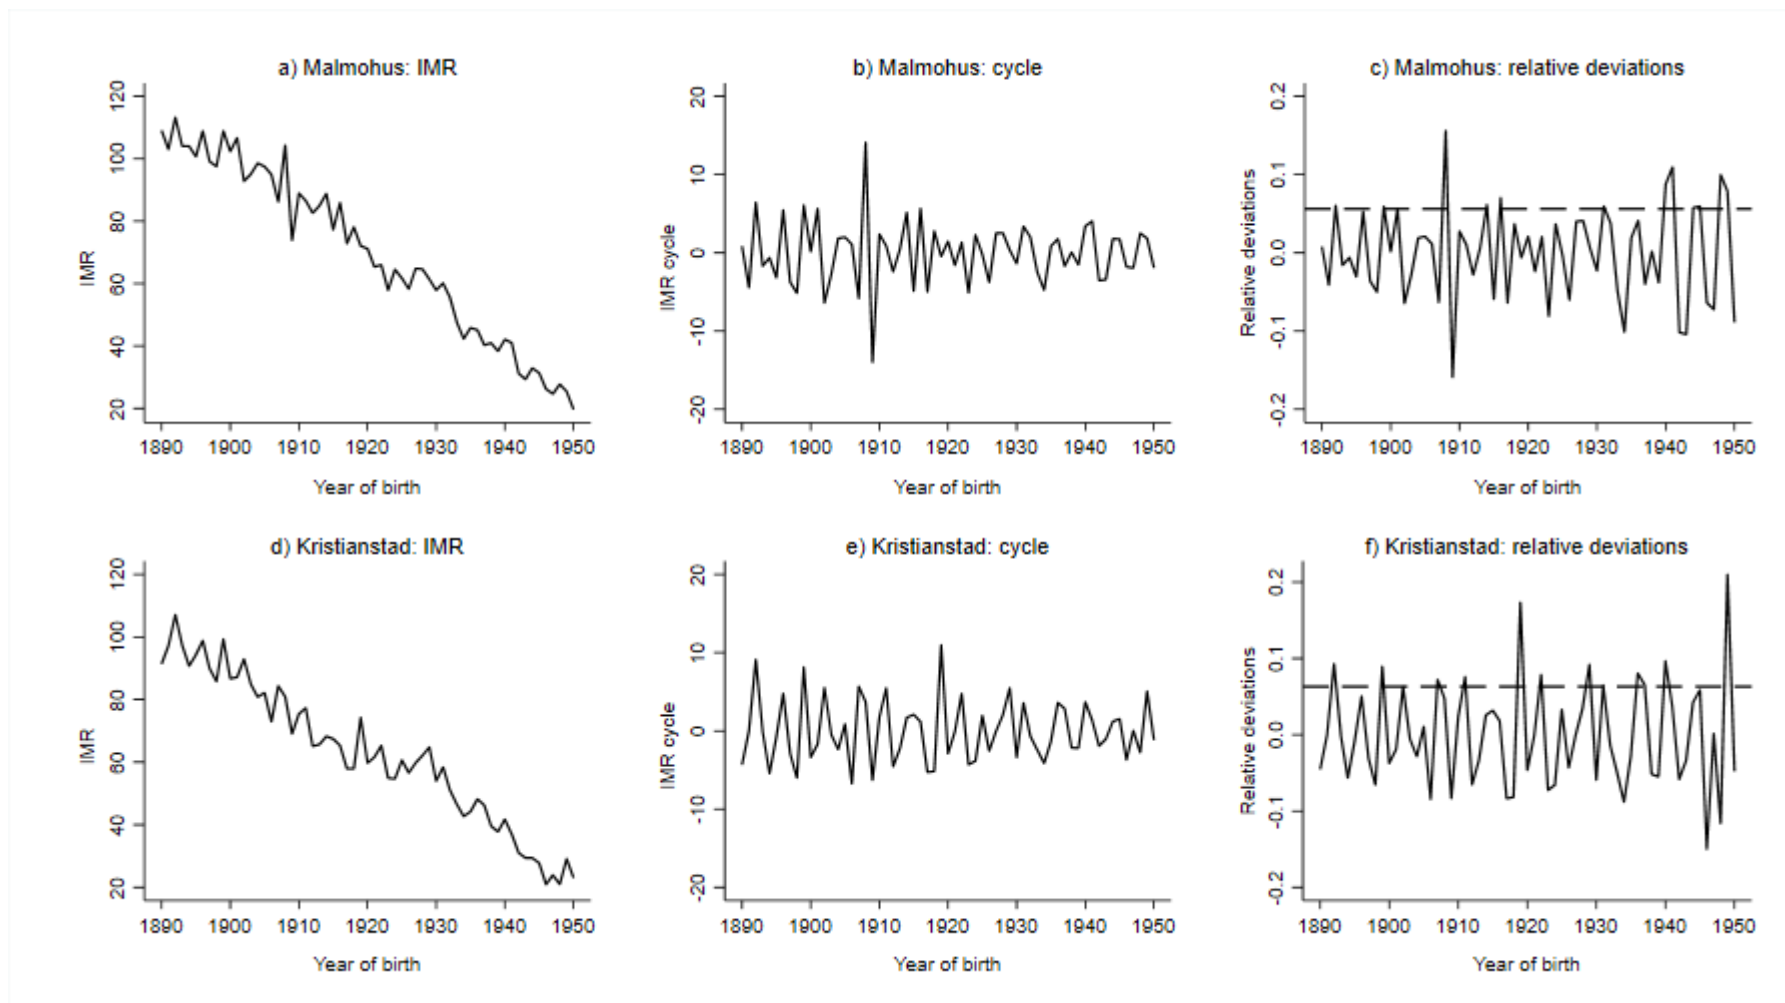 a) Malmohus: IMR
b) Malmohus: cycle
c) Malmohus: relative deviations
IMR
120
100
80
60
40
20
1890 1900 1910 1920 1930 1940 1950
Year of birth
IMR cycle
20
10
0
-10
-20
1890 1900 1910 1920 1930 1940 1950
Year of birth
Relative deviations
0.2
0.1
0.0
-0.1
-0.2
1890 1900 1910 1920 1930 1940 1950
Year of birth
d) Kristianstad: IMR
e) Kristianstad: cycle
f) Kristianstad: relative deviations
IMR
120
100
80
60
40
20
1890 1900 1910 1920 1930 1940 1950
Year of birth
IMR cycle
20
10
0
-10
-20
1890 1900 1910 1920 1930 1940 1950
Year of birth
Relative deviations
0.2
0.1
0.0
-0.1
-0.2
1890 1900 1910 1920 1930 1940 1950
Year of birth